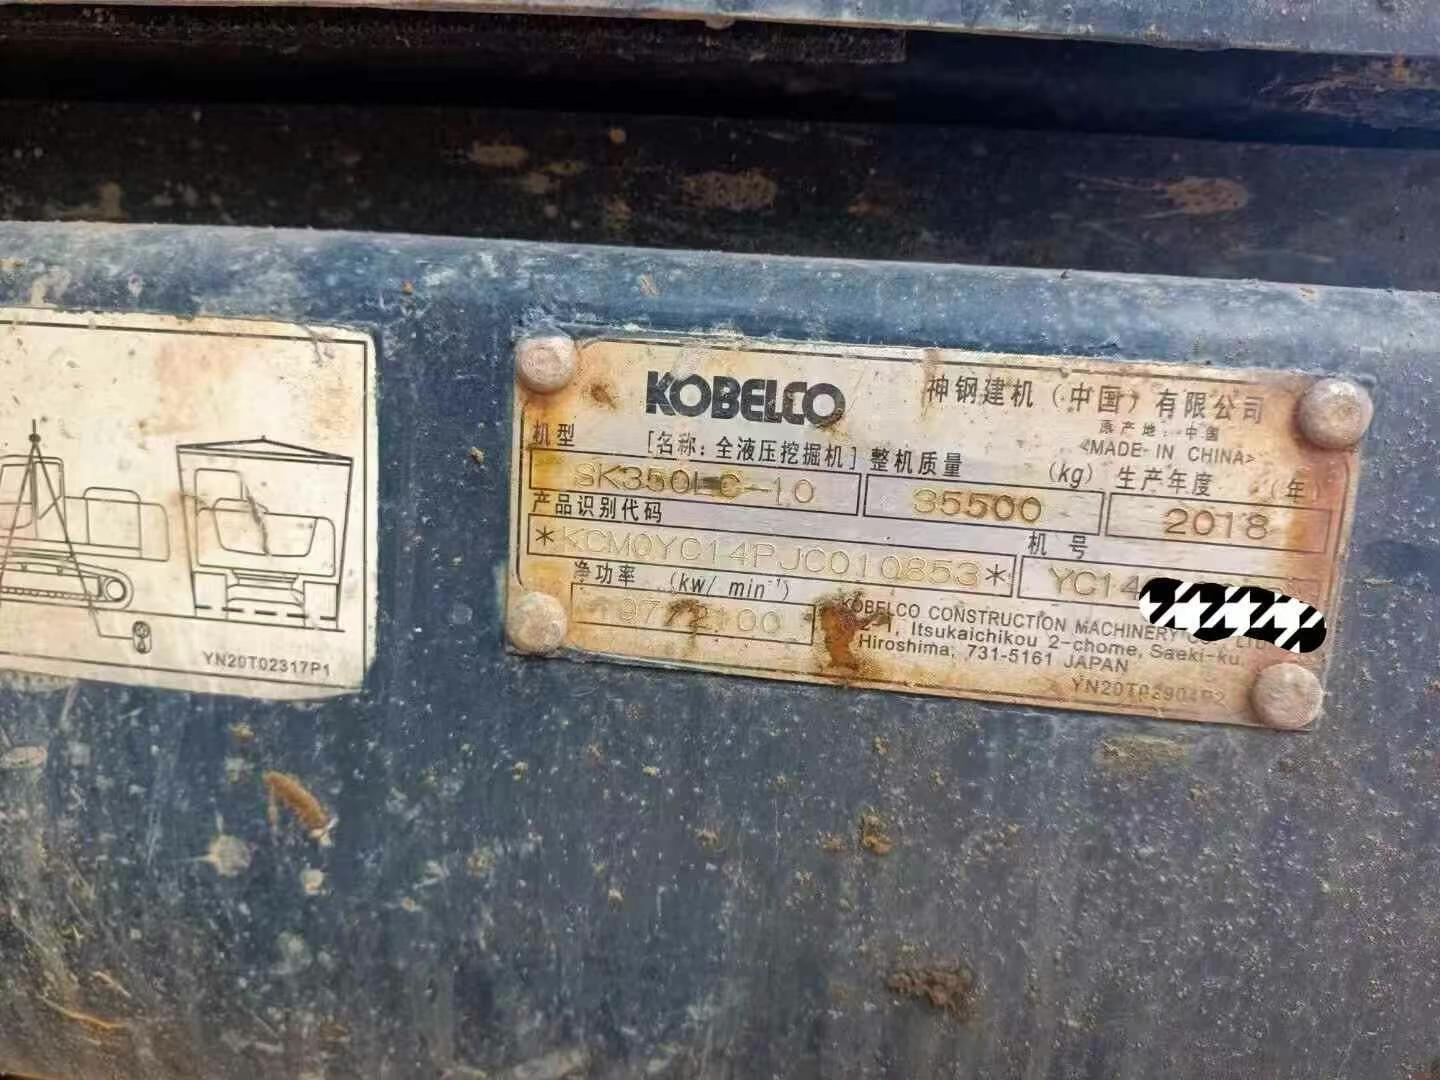 KOBELCO 神钢建机（中国）有限公司
原产地：中国
<MADE IN CHINA>
机型 [名称：全液压挖掘机] 整机质量 (kg) 生产年度 (年)
SK350LC-10 35500 2018
产品识别代码 机号
*KCMQYC14PJC010853* YC14
净功率 (kw/ min⁻¹)
197/2100
KOBELCO CONSTRUCTION MACHINERY
Itsukaichikou 2-chome, Saeki-ku,
Hiroshima, 731-5161 JAPAN
YN20T02904P2
YN20T02317P1